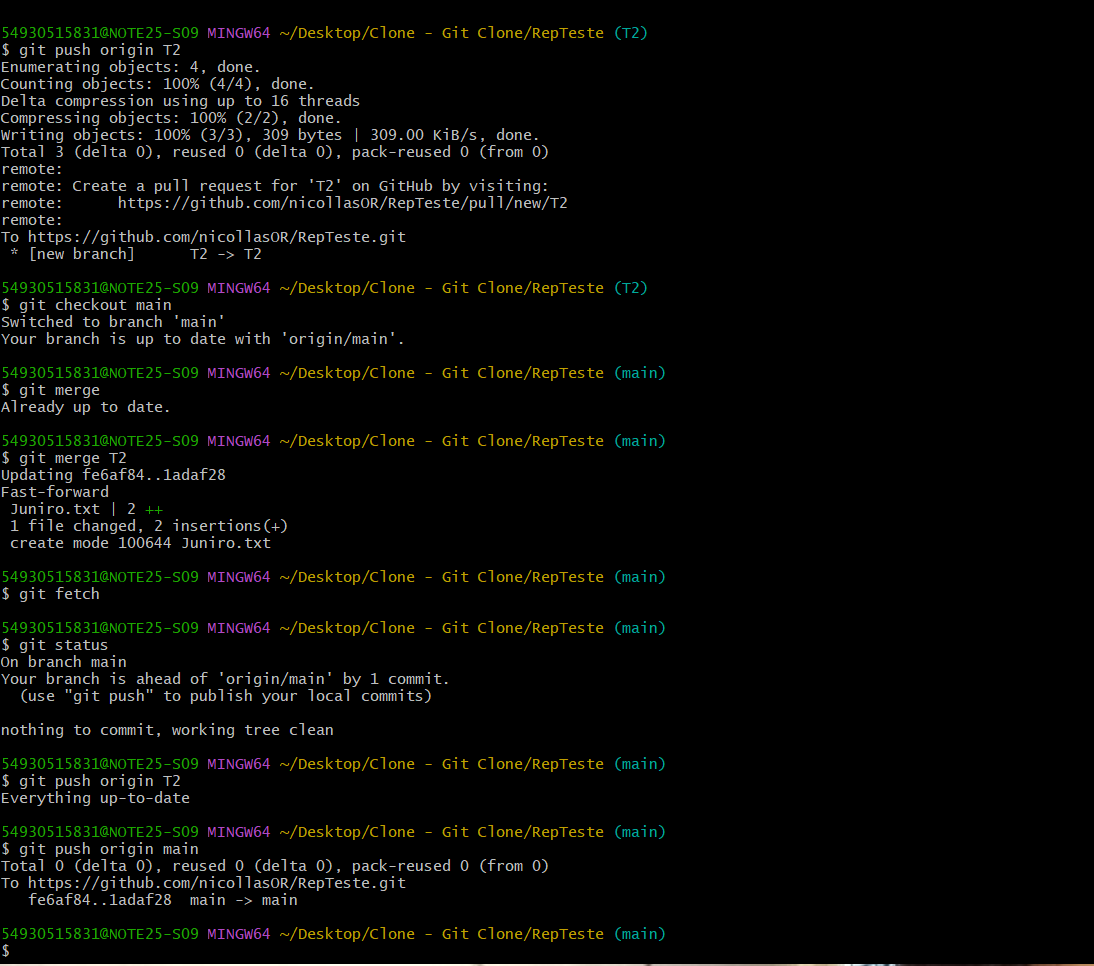 54930515831@NOTE25-S09 MINGW64 ~/Desktop/Clone - Git Clone/RepTeste (T2)
$ git push origin T2
Enumerating objects: 4, done.
Counting objects: 100% (4/4), done.
Delta compression using up to 16 threads
Compressing objects: 100% (2/2), done.
Writing objects: 100% (3/3), 309 bytes | 309.00 KiB/s, done.
Total 3 (delta 0), reused 0 (delta 0), pack-reused 0 (from 0)
remote:
remote: Create a pull request for 'T2' on GitHub by visiting:
remote:      https://github.com/nicollasOR/RepTeste/pull/new/T2
remote:
To https://github.com/nicollasOR/RepTeste.git
 * [new branch]      T2 -> T2
54930515831@NOTE25-S09 MINGW64 ~/Desktop/Clone - Git Clone/RepTeste (T2)
$ git checkout main
Switched to branch 'main'
Your branch is up to date with 'origin/main'.
54930515831@NOTE25-S09 MINGW64 ~/Desktop/Clone - Git Clone/RepTeste (main)
$ git merge
Already up to date.
54930515831@NOTE25-S09 MINGW64 ~/Desktop/Clone - Git Clone/RepTeste (main)
$ git merge T2
Updating fe6af84..1adaf28
Fast-forward
 Juniro.txt | 2 ++
 1 file changed, 2 insertions(+)
 create mode 100644 Juniro.txt
54930515831@NOTE25-S09 MINGW64 ~/Desktop/Clone - Git Clone/RepTeste (main)
$ git fetch
54930515831@NOTE25-S09 MINGW64 ~/Desktop/Clone - Git Clone/RepTeste (main)
$ git status
On branch main
Your branch is ahead of 'origin/main' by 1 commit.
  (use "git push" to publish your local commits)
nothing to commit, working tree clean
54930515831@NOTE25-S09 MINGW64 ~/Desktop/Clone - Git Clone/RepTeste (main)
$ git push origin T2
Everything up-to-date
54930515831@NOTE25-S09 MINGW64 ~/Desktop/Clone - Git Clone/RepTeste (main)
$ git push origin main
Total 0 (delta 0), reused 0 (delta 0), pack-reused 0 (from 0)
To https://github.com/nicollasOR/RepTeste.git
   fe6af84..1adaf28  main -> main
54930515831@NOTE25-S09 MINGW64 ~/Desktop/Clone - Git Clone/RepTeste (main)
$